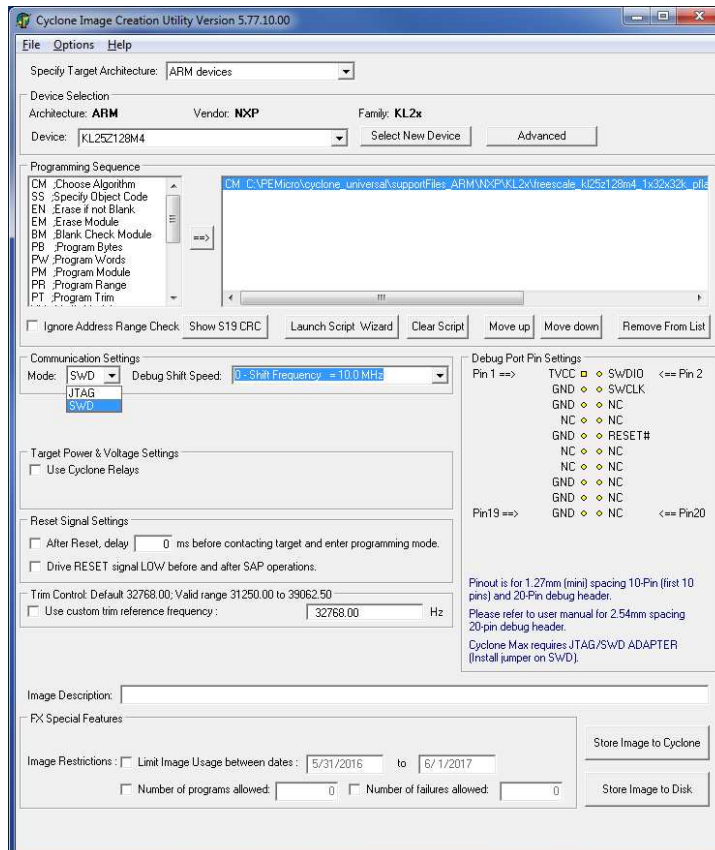 Cyclone Image Creation Utility Version 5.77.10.00
File Options Help
Specify Target Architecture: ARM devices
Device Selection
Architecture: ARM Vendor: NXP Family: KL2x
Device: KL25Z128M4 Select New Device Advanced
Programming Sequence
CM ;Choose Algorithm
SS ;Specify Object Code
EN ;Erase if not Blank
EM ;Erase Module
BM ;Blank Check Module
PB ;Program Bytes
PW ;Program Words
PM ;Program Module
PR ;Program Range
PT ;Program Trim
==>
CM C:\PEMicro\cyclone_universal\supportFiles_ARM\NXP\KL2x\freescale_kl25z128m4_1x32x32k_pfla
Ignore Address Range Check Show S19 CRC Launch Script Wizard Clear Script Move up Move down Remove From List
Communication Settings
Mode: SWD Debug Shift Speed: 0 - Shift Frequency = 10.0 MHz
JTAG
SWD
Target Power & Voltage Settings
Use Cyclone Relays
Reset Signal Settings
After Reset, delay 0 ms before contacting target and enter programming mode.
Drive RESET signal LOW before and after SAP operations.
Trim Control: Default 32768.00; Valid range 31250.00 to 39062.50
Use custom trim reference frequency : 32768.00 Hz
Debug Port Pin Settings
Pin 1 ==> TVCC SWDIO <== Pin 2
GND SWCLK
GND NC
NC NC
GND RESET#
NC NC
NC NC
GND NC
GND NC
Pin19 ==> GND NC <== Pin20
Pinout is for 1.27mm (mini) spacing 10-Pin (first 10
pins) and 20-Pin debug header.
Please refer to user manual for 2.54mm spacing
20-pin debug header.
Cyclone Max requires JTAG/SWD ADAPTER
(Install jumper on SWD).
Image Description:
FX Special Features
Image Restrictions : Limit Image Usage between dates : 5/31/2016 to 6/ 1/2017
Number of programs allowed: 0 Number of failures allowed: 0
Store Image to Cyclone
Store Image to Disk